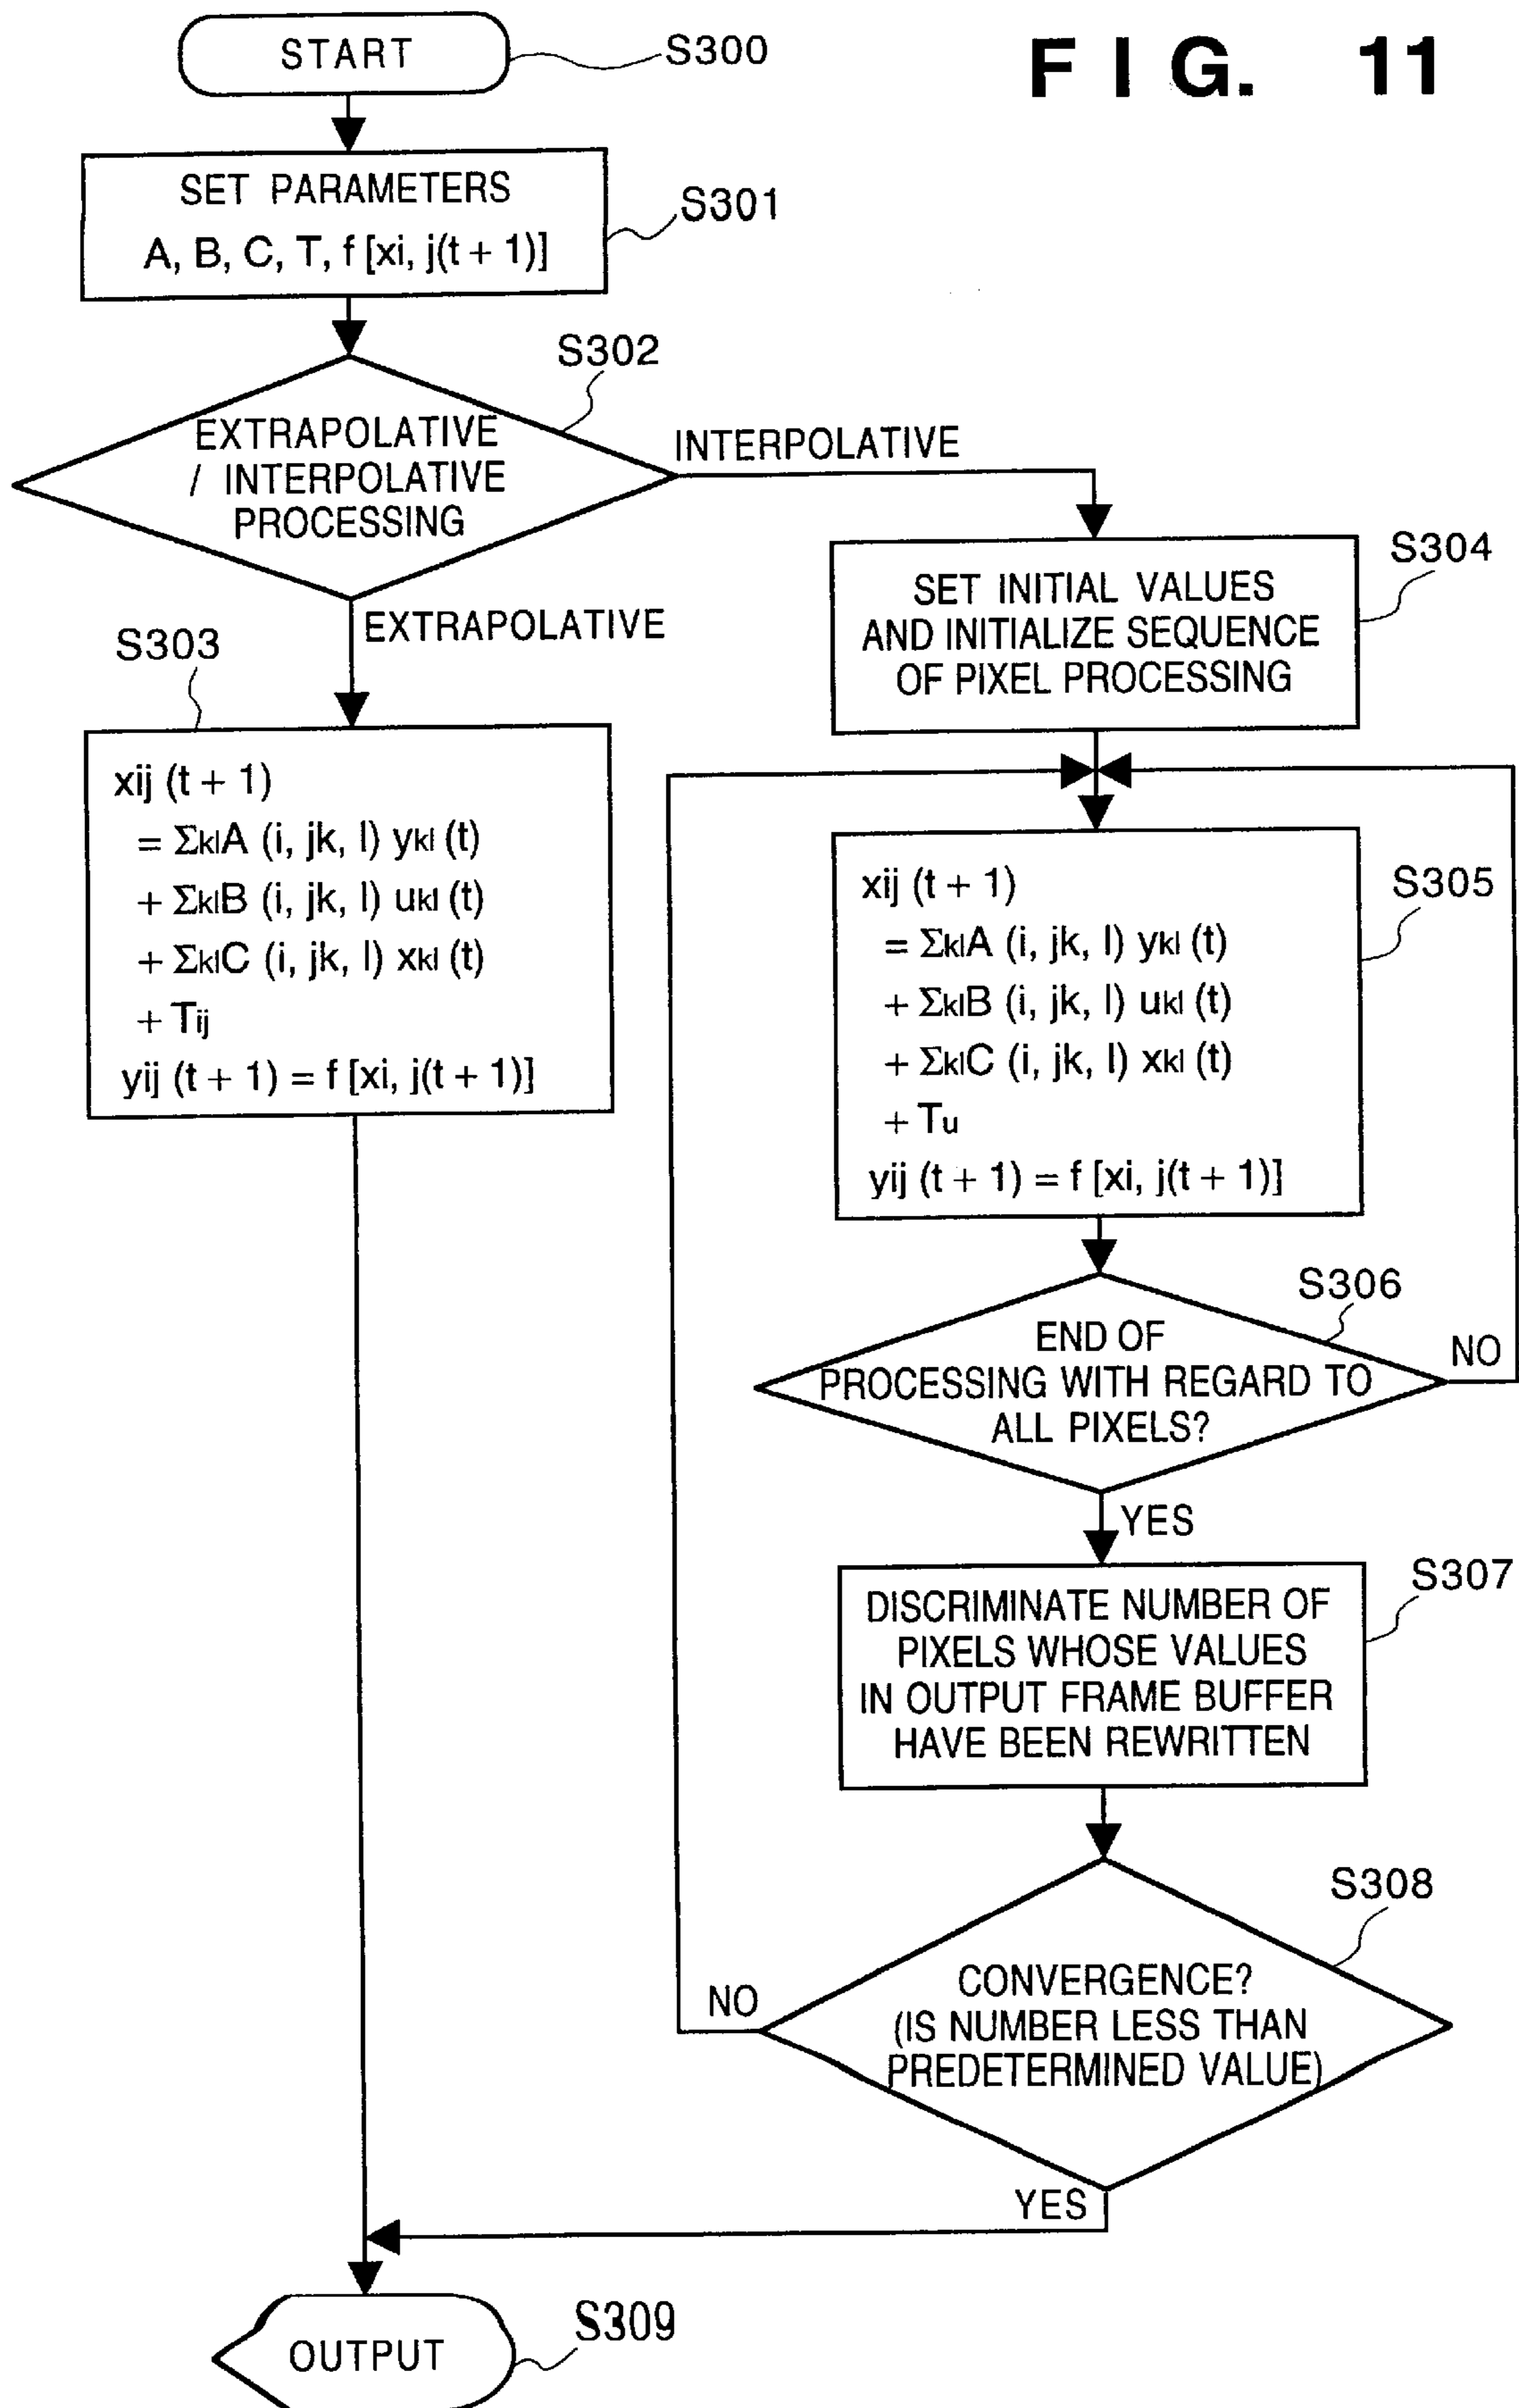 FIG. 11
START
S300
SET PARAMETERS
A, B, C, T, f [xi, j(t + 1)]
S301
S302
EXTRAPOLATIVE
/ INTERPOLATIVE
PROCESSING
INTERPOLATIVE
EXTRAPOLATIVE
S303
xij (t + 1)
= ΣklA (i, jk, l) ykl (t)
+ ΣklB (i, jk, l) ukl (t)
+ ΣklC (i, jk, l) xkl (t)
+ Tij
yij (t + 1) = f [xi, j(t + 1)]
S304
SET INITIAL VALUES
AND INITIALIZE SEQUENCE
OF PIXEL PROCESSING
S305
xij (t + 1)
= ΣklA (i, jk, l) ykl (t)
+ ΣklB (i, jk, l) ukl (t)
+ ΣklC (i, jk, l) xkl (t)
+ Tu
yij (t + 1) = f [xi, j(t + 1)]
S306
END OF
PROCESSING WITH REGARD TO
ALL PIXELS?
NO
YES
S307
DISCRIMINATE NUMBER OF
PIXELS WHOSE VALUES
IN OUTPUT FRAME BUFFER
HAVE BEEN REWRITTEN
S308
CONVERGENCE?
(IS NUMBER LESS THAN
PREDETERMINED VALUE)
NO
YES
OUTPUT
S309